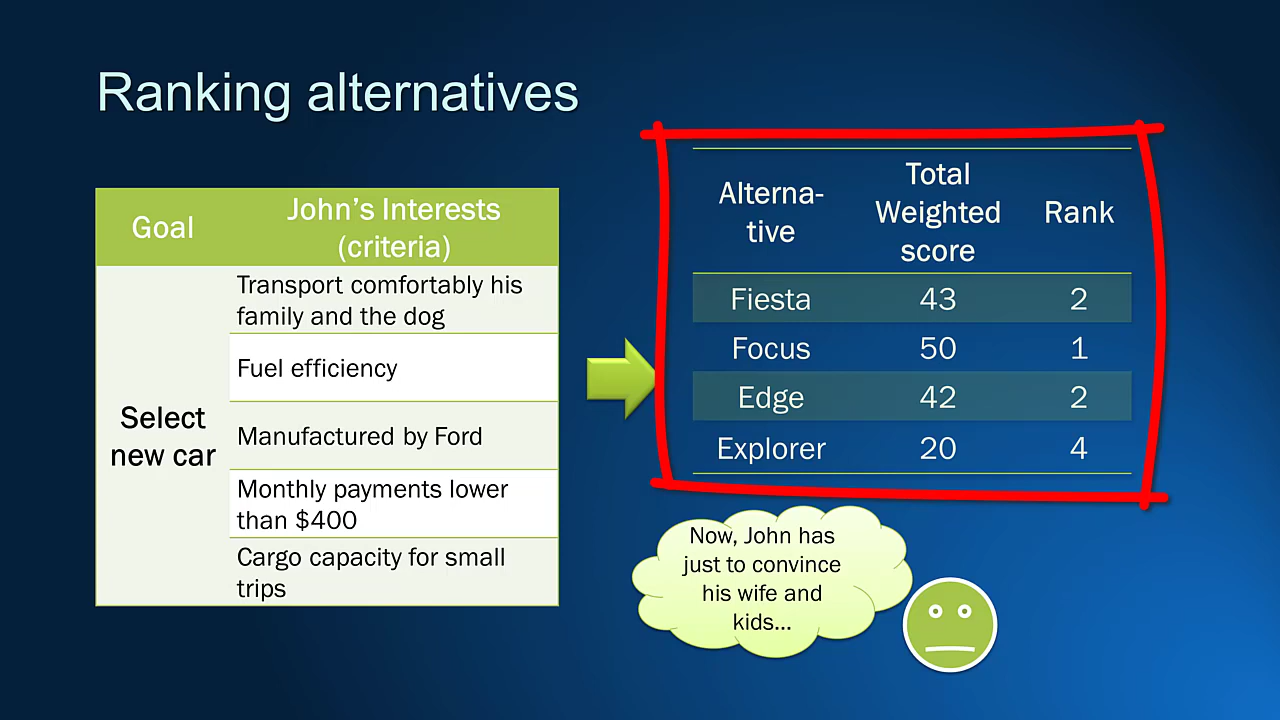 Ranking alternatives
Goal
John's Interests
(criteria)
Select
new car
Transport comfortably his
family and the dog
Fuel efficiency
Manufactured by Ford
Monthly payments lower
than $400
Cargo capacity for small
trips
Alterna-
tive
Total
Weighted
score
Rank
Fiesta 43 2
Focus 50 1
Edge 42 2
Explorer 20 4
Now, John has
just to convince
his wife and
kids...